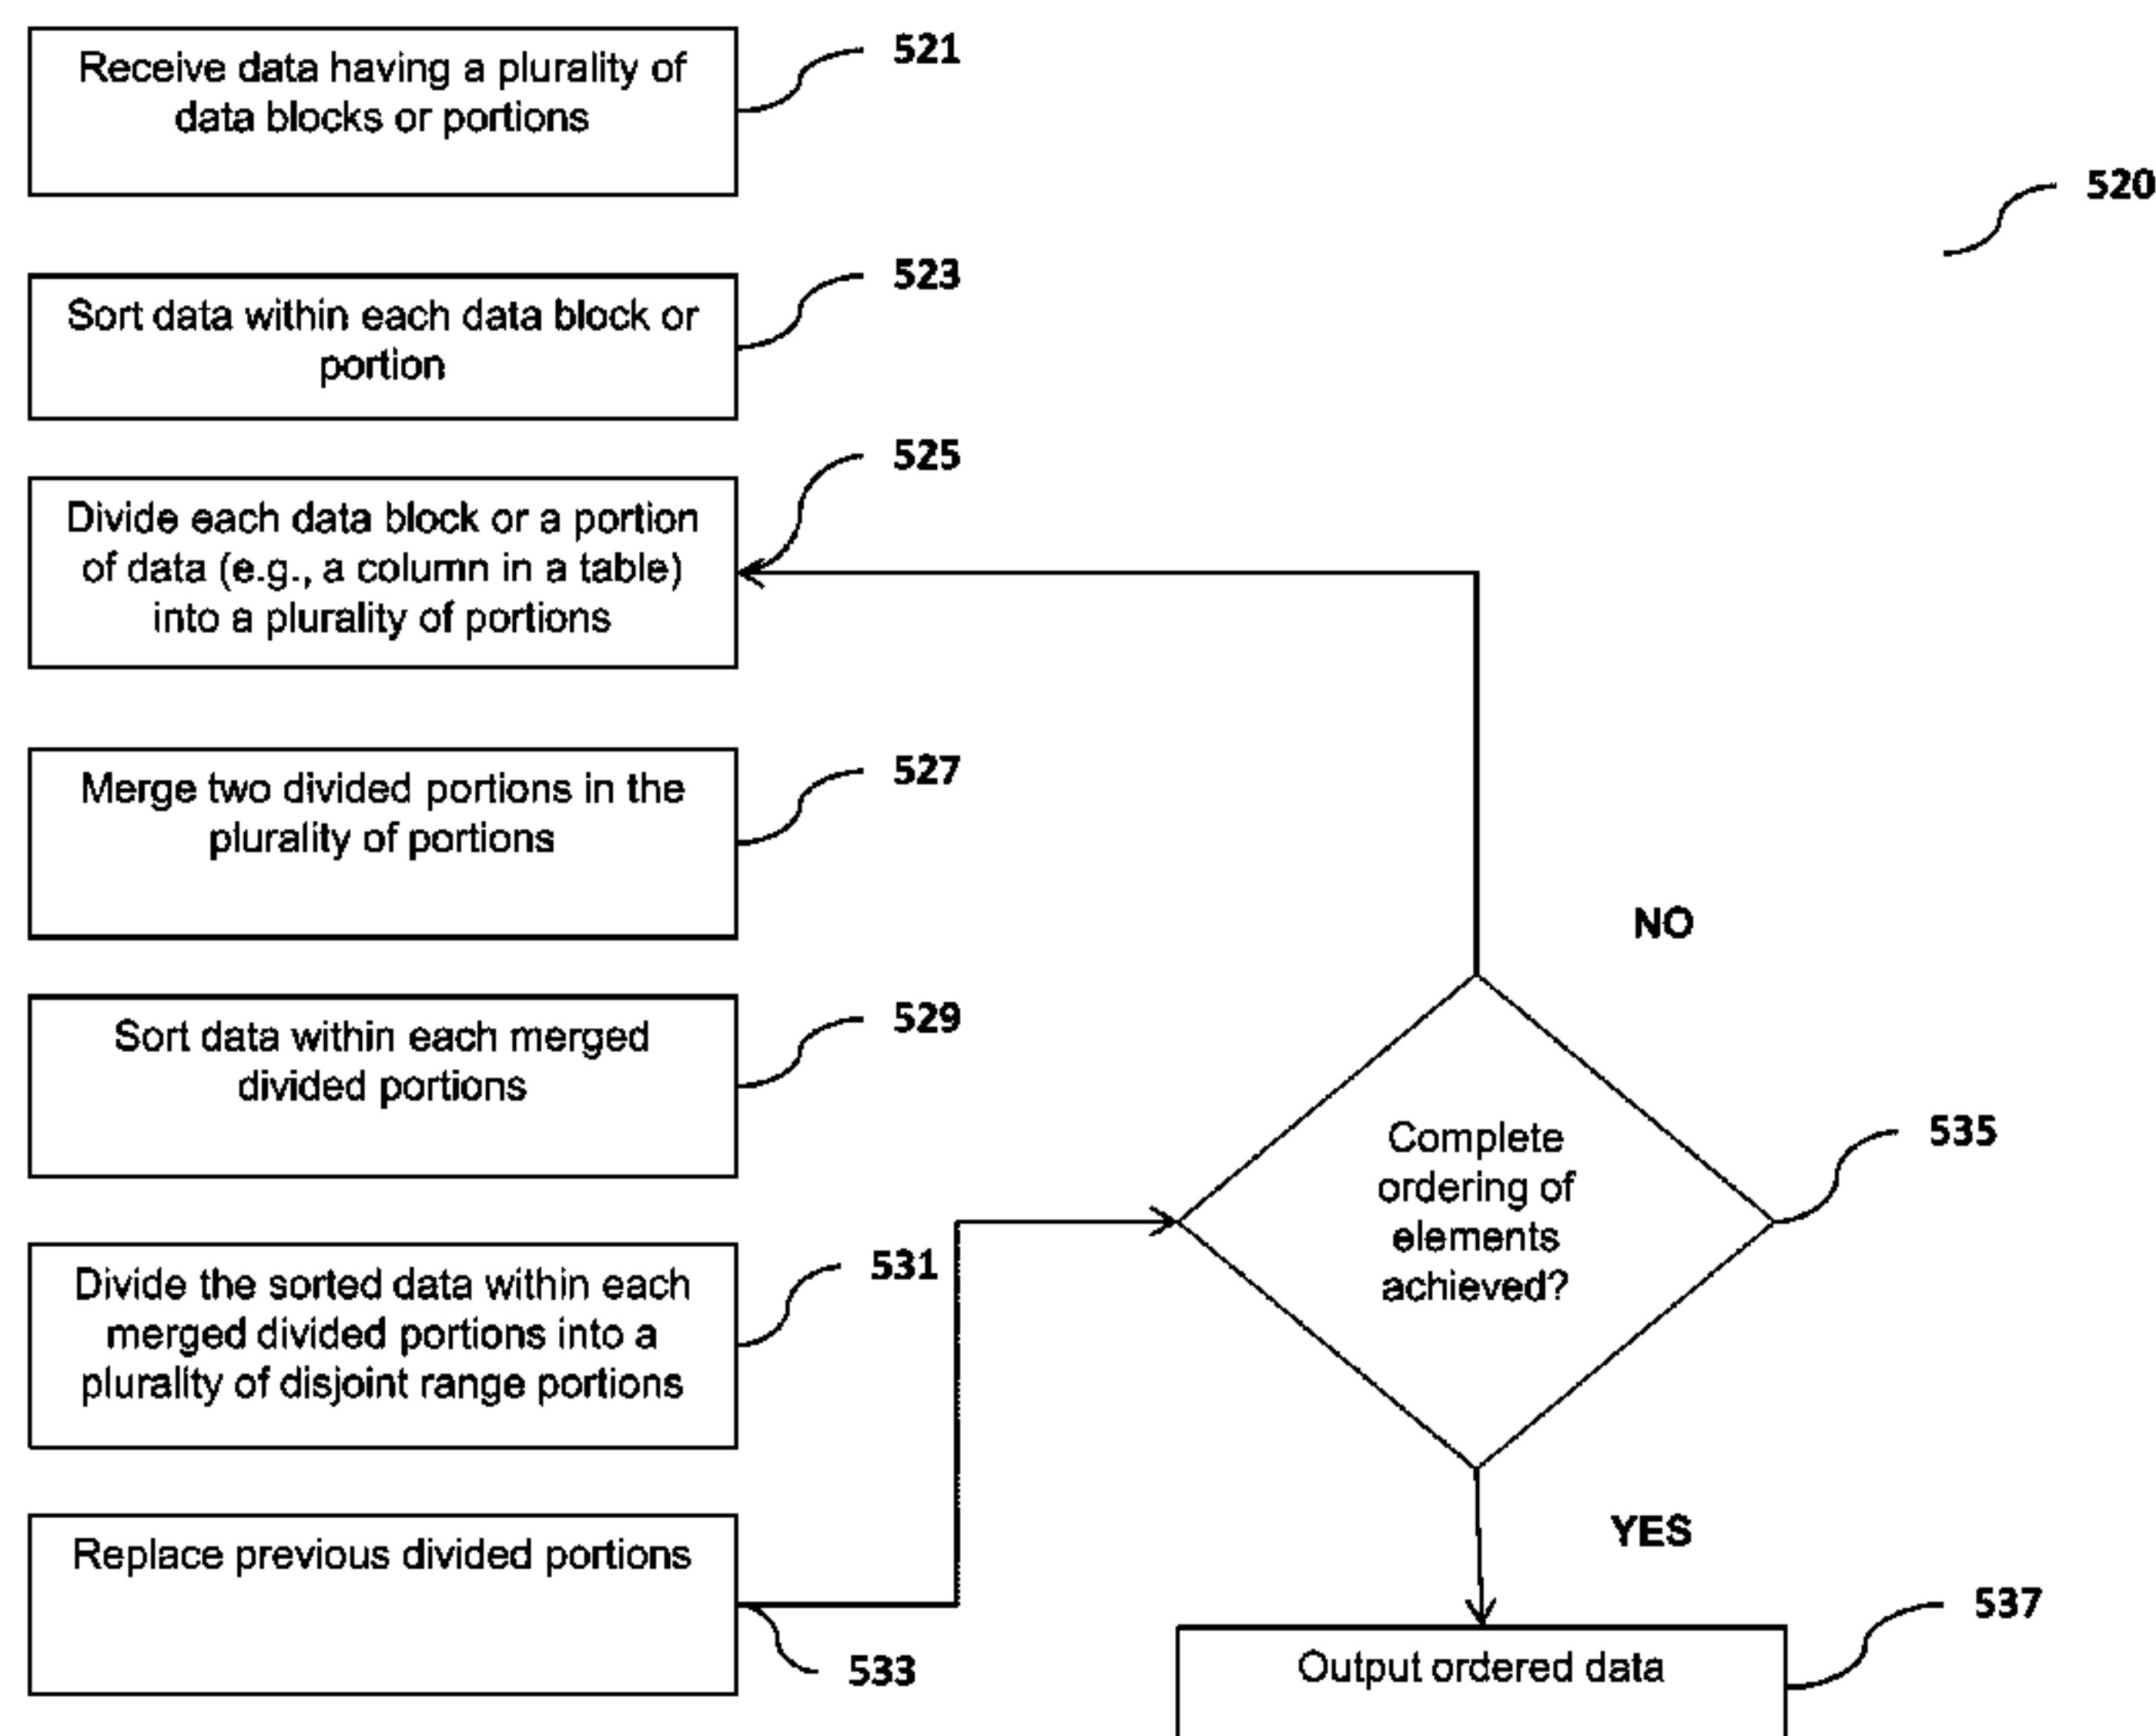 Receive data having a plurality of
data blocks or portions
521
520
Sort data within each data block or
portion
523
Divide each data block or a portion
of data (e.g., a column in a table)
into a plurality of portions
525
Merge two divided portions in the
plurality of portions
527
NO
Sort data within each merged
divided portions
529
Complete
ordering of
elements
achieved?
535
Divide the sorted data within each
merged divided portions into a
plurality of disjoint range portions
531
YES
Replace previous divided portions
533
Output ordered data
537